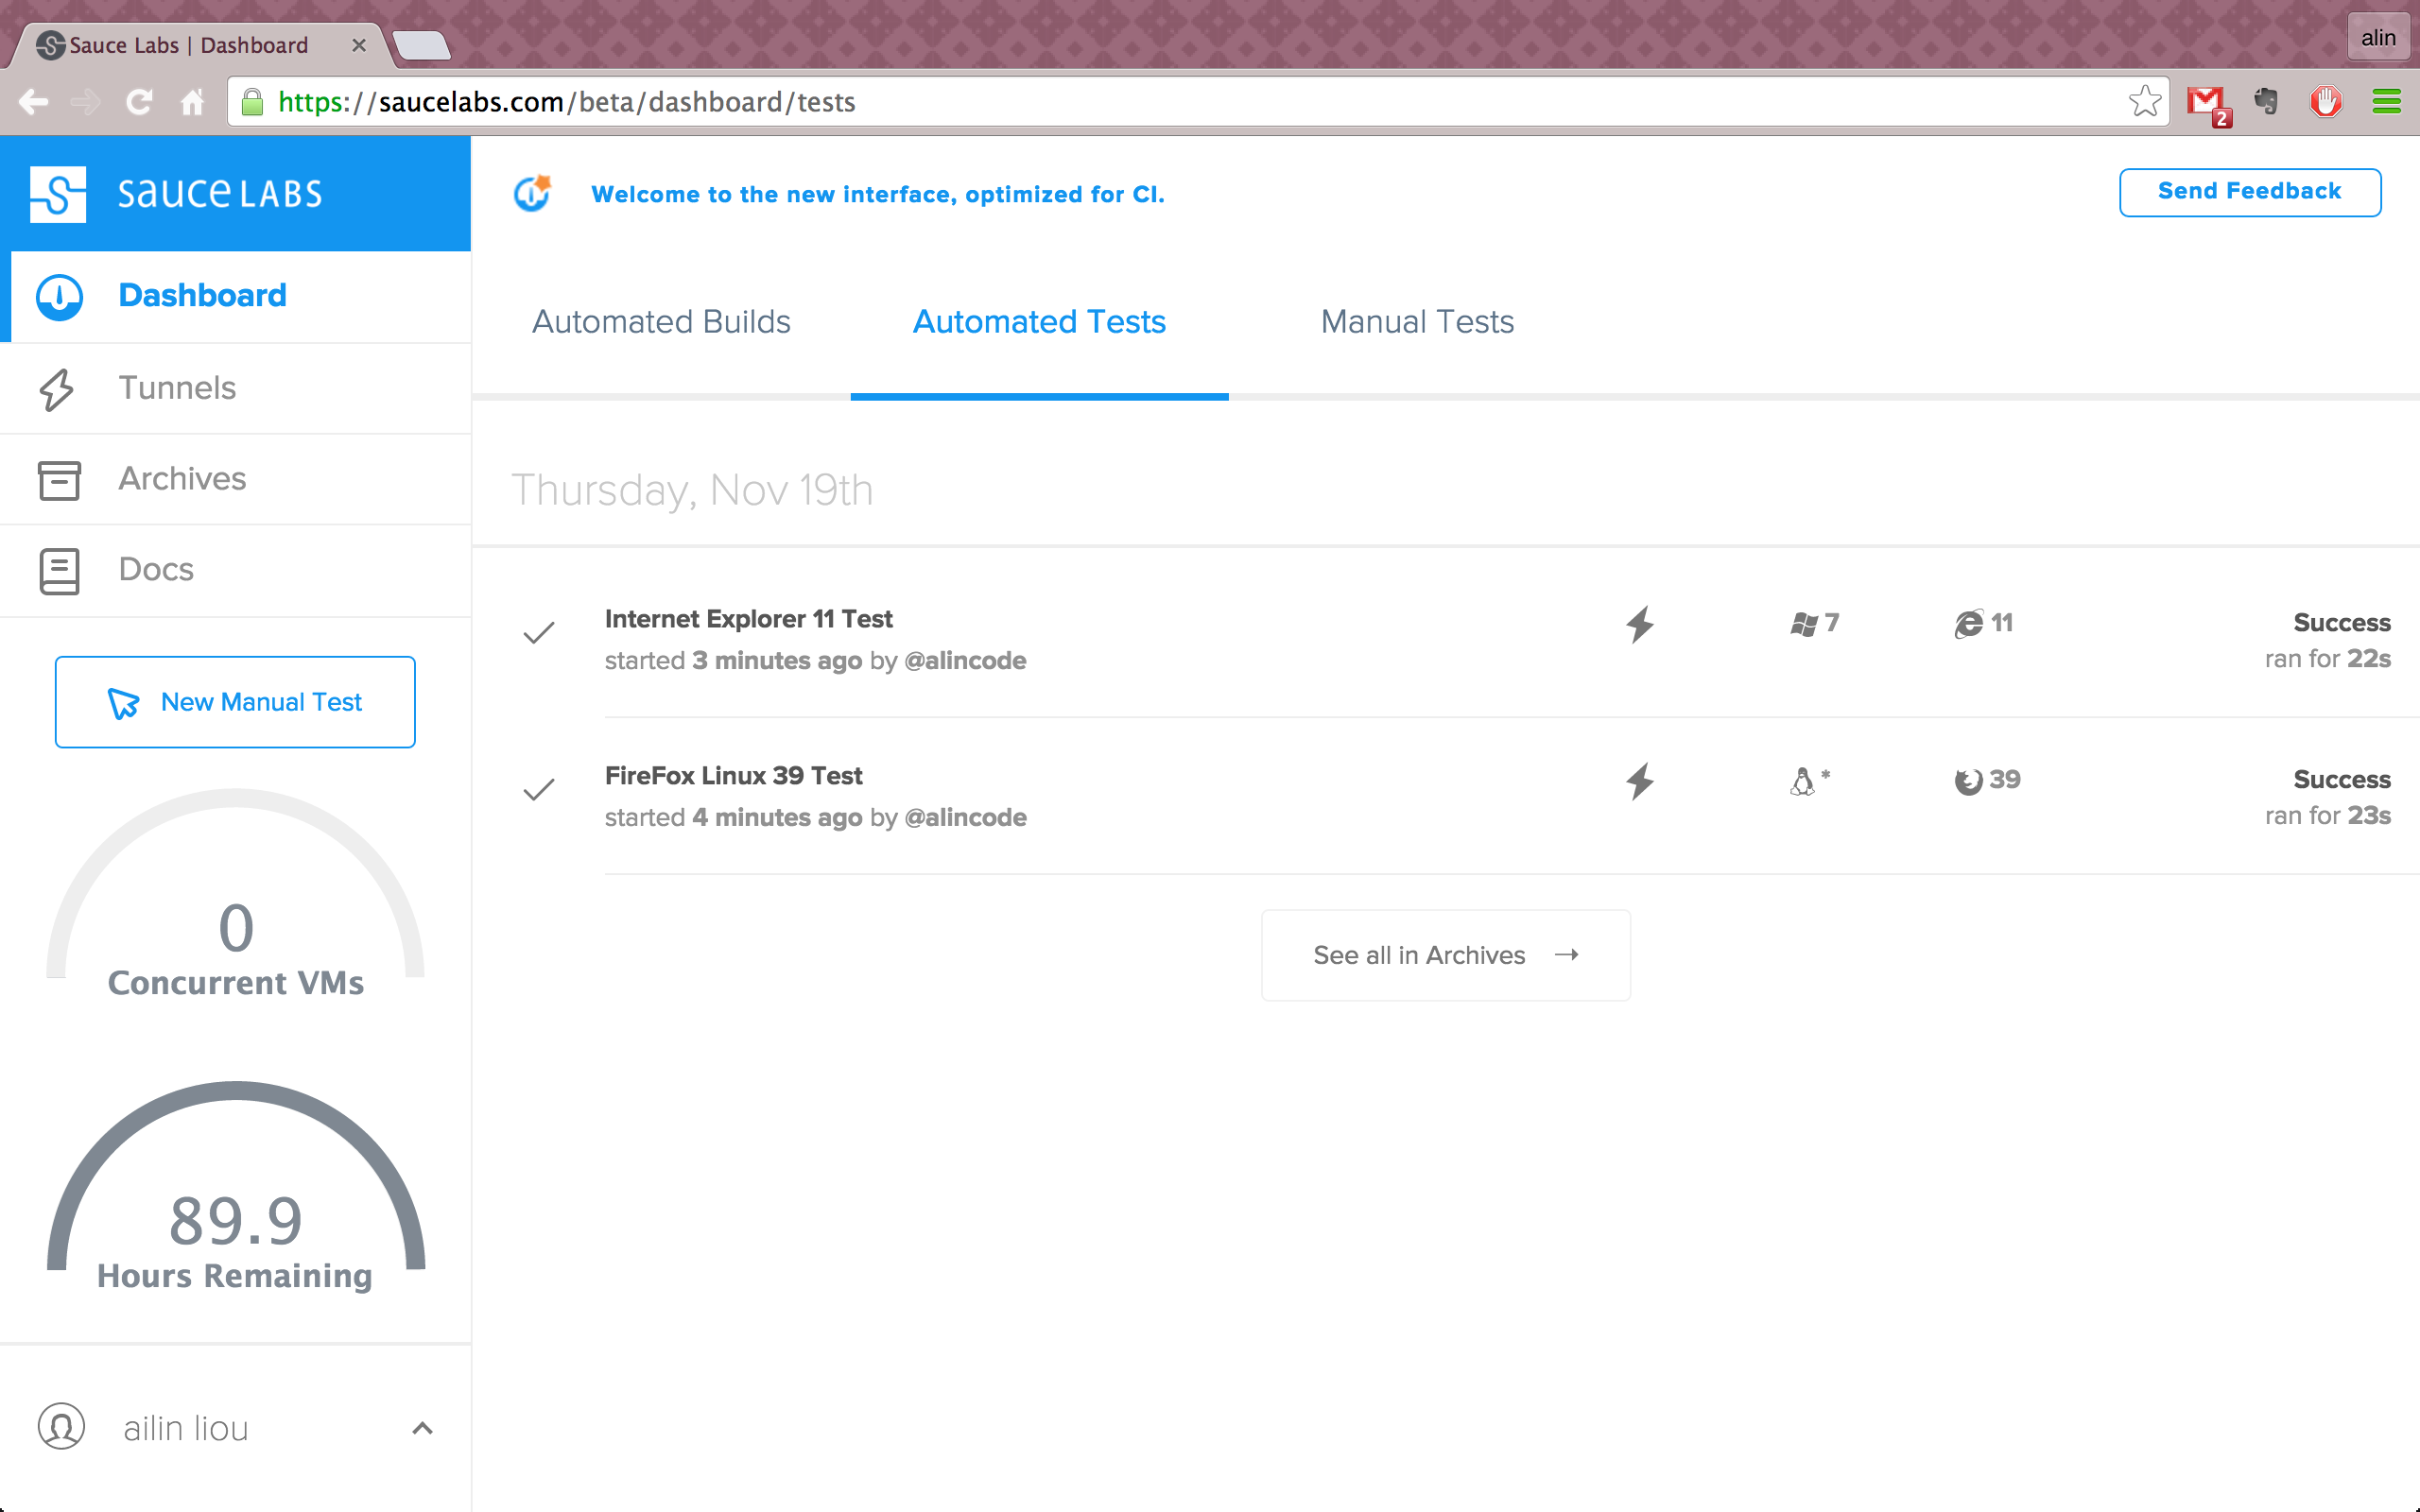 Sauce Labs | Dashboard
alin
https://saucelabs.com/beta/dashboard/tests
2
sauce LABS
Welcome to the new interface, optimized for CI.
Send Feedback
Dashboard
Tunnels
Archives
Docs
New Manual Test
0
Concurrent VMs
89.9
Hours Remaining
ailin liou
Automated Builds
Automated Tests
Manual Tests
Thursday, Nov 19th
Internet Explorer 11 Test
started 3 minutes ago by @alincode
7
11
Success
ran for 22s
FireFox Linux 39 Test
started 4 minutes ago by @alincode
*
39
Success
ran for 23s
See all in Archives →